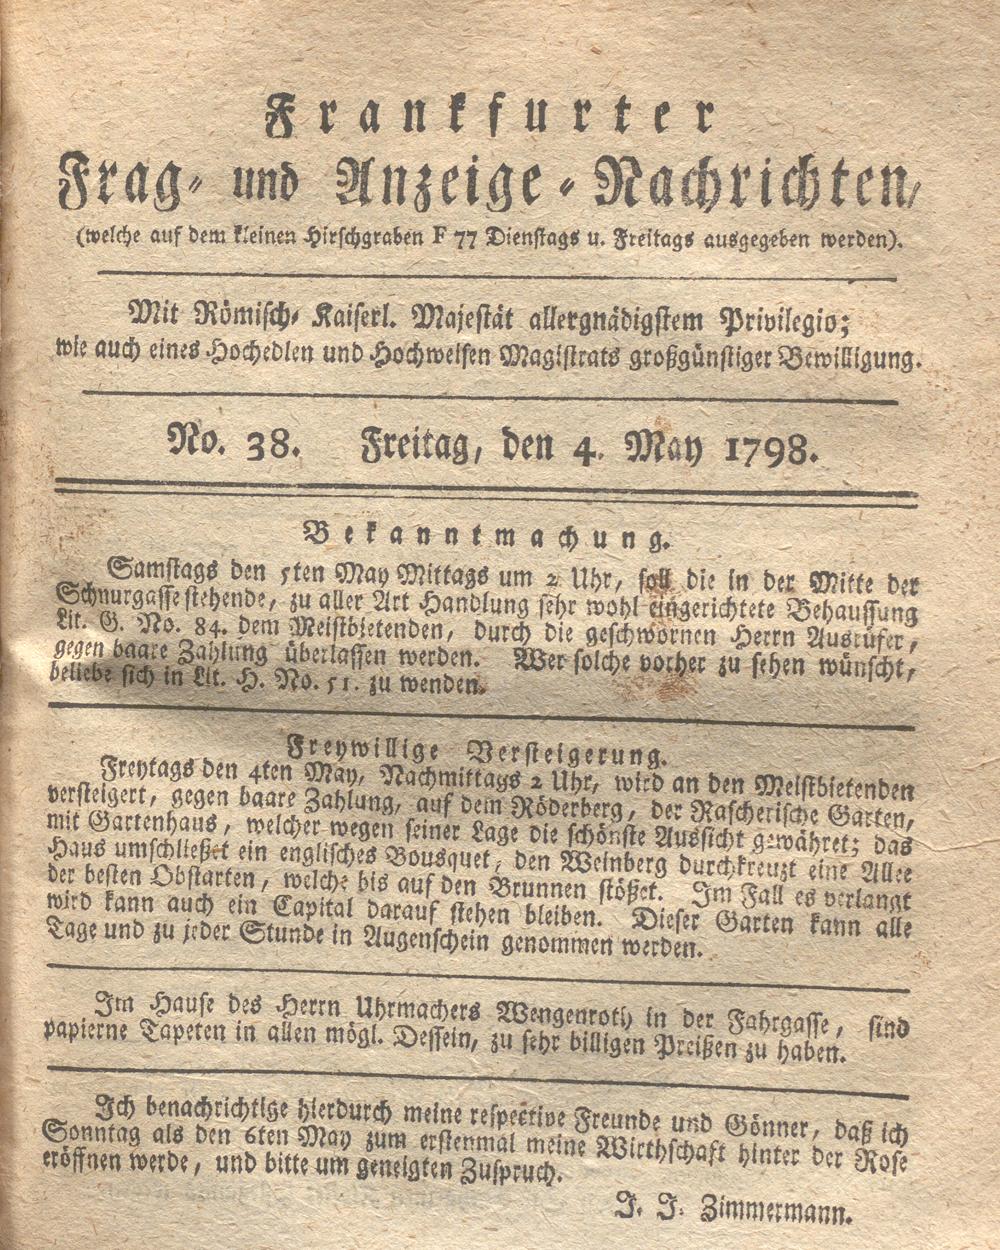 Frankfurter
Frag- und Anzeige-Nachrichten,
(welche auf dem kleinen Hirschgraben F 77 Dienstags u. Freitags ausgegeben werden).
Mit Römisch- Kaiserl. Majestät allergnädigstem Privilegio;
wie auch eines Hochedlen und Hochweisen Magistrats großgünstiger Bewilligung.
No. 38. Freitag, den 4. May 1798.
Bekanntmachung.
Samstags den 5ten May Mittags um 2 Uhr, soll die in der Mitte der
Schnurgasse stehende, zu aller Art Handlung sehr wohl eingerichtete Behaussung
Lit. G. No. 84. dem Meistbietenden, durch die geschwornen Herrn Ausrüfer,
gegen baare Zahlung überlassen werden. Wer solche vorher zu sehen wünscht,
beliebe sich in Lit. H. No. 51. zu wenden.
Freywillige Versteigerung.
Freytags den 4ten May, Nachmittags 2 Uhr, wird an den Meistbietenden
versteigert, gegen baare Zahlung, auf dem Röderberg, der Rascherische Garten,
mit Gartenhaus, welcher wegen seiner Lage die schönste Aussicht gewähret; das
Haus umschließet ein englisches Bousquet, den Weinberg durchkreuzt eine Allee
der besten Obstarten, welche bis auf den Brunnen stößet. Im Fall es verlangt
wird kann auch ein Capital darauf stehen bleiben. Dieser Garten kann alle
Tage und zu jeder Stunde in Augenschein genommen werden.
Im Hause des Herrn Uhrmachers Wengenroth in der Fahrgasse, sind
papierne Tapeten in allen mögl. Dessein, zu sehr billigen Preißen zu haben.
Ich benachrichtige hierdurch meine respective Freunde und Gönner, daß ich
Sonntag als den 6ten May zum erstenmal meine Wirthschaft hinter der Rose
eröffnen werde, und bitte um geneigten Zuspruch.
J. J. Zimmermann.